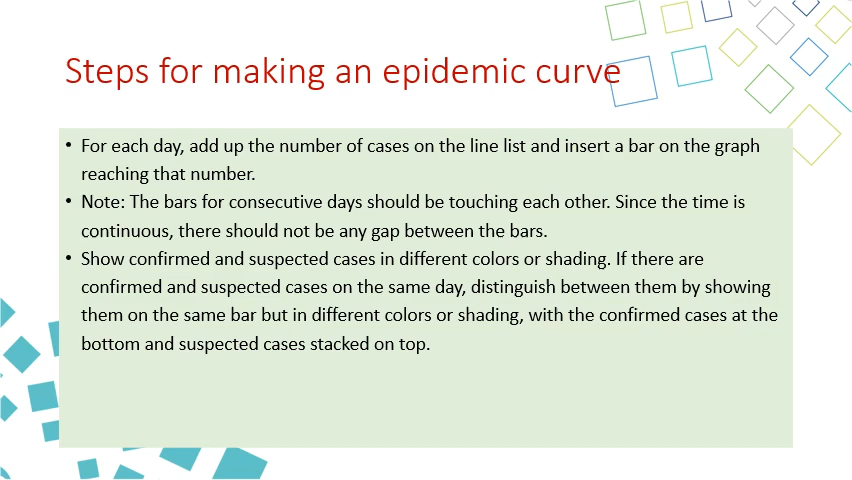 Steps for making an epidemic curve
• For each day, add up the number of cases on the line list and insert a bar on the graph
reaching that number.
• Note: The bars for consecutive days should be touching each other. Since the time is
continuous, there should not be any gap between the bars.
• Show confirmed and suspected cases in different colors or shading. If there are
confirmed and suspected cases on the same day, distinguish between them by showing
them on the same bar but in different colors or shading, with the confirmed cases at the
bottom and suspected cases stacked on top.